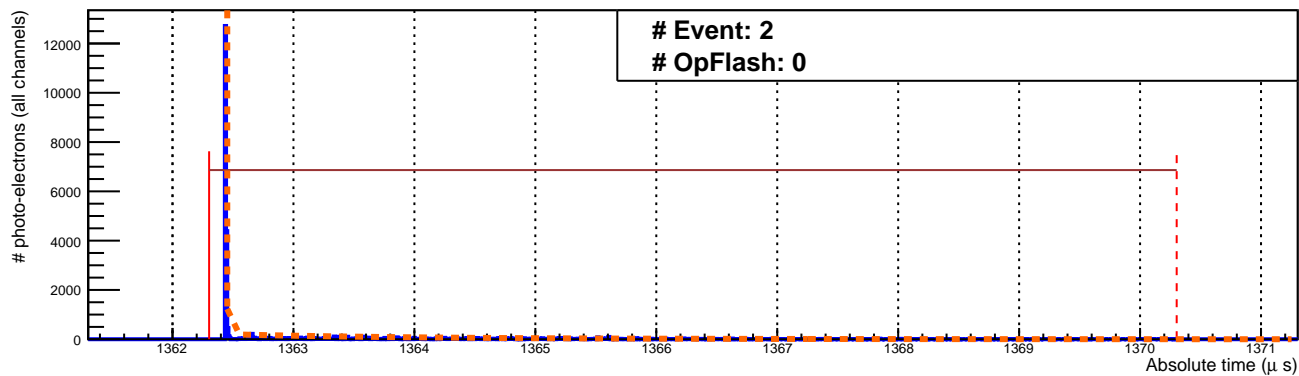 # Event: 2
# OpFlash: 0
# photo-electrons (all channels)
12000
10000
8000
6000
4000
2000
0
1362 1363 1364 1365 1366 1367 1368 1369 1370 1371
Absolute time (μ s)